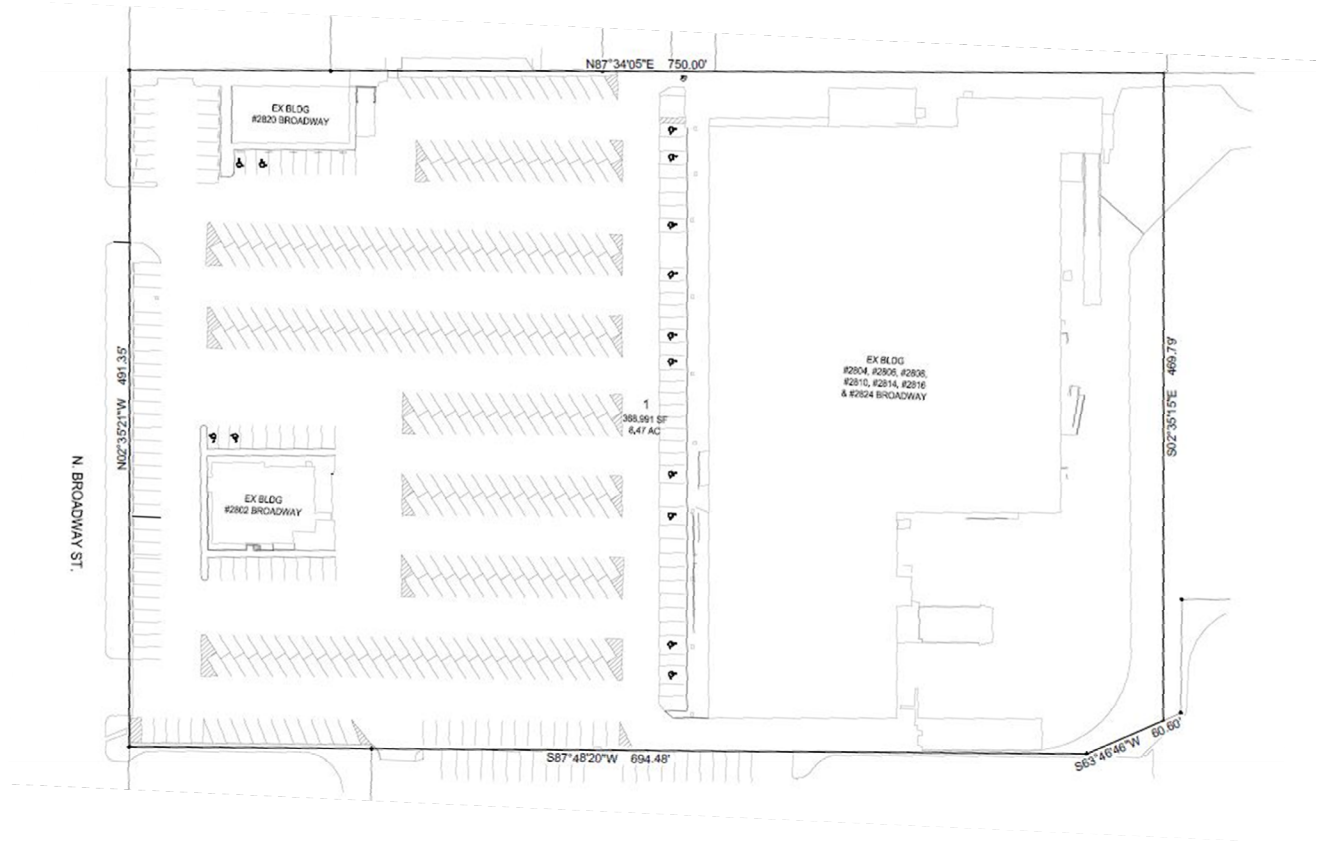 N87°34'05"E 750.00'
EX BLDG
#2820 BROADWAY
N02°35'21"W 491.35'
N. BROADWAY ST.
EX BLDG
#2804, #2806, #2808,
#2810, #2814, #2816
& #2824 BROADWAY
1
368,991 SF
8.47 AC
S02°35'15"E 469.79'
EX BLDG
#2802 BROADWAY
S87°48'20"W 694.48'
S63°46'46"W 60.60'